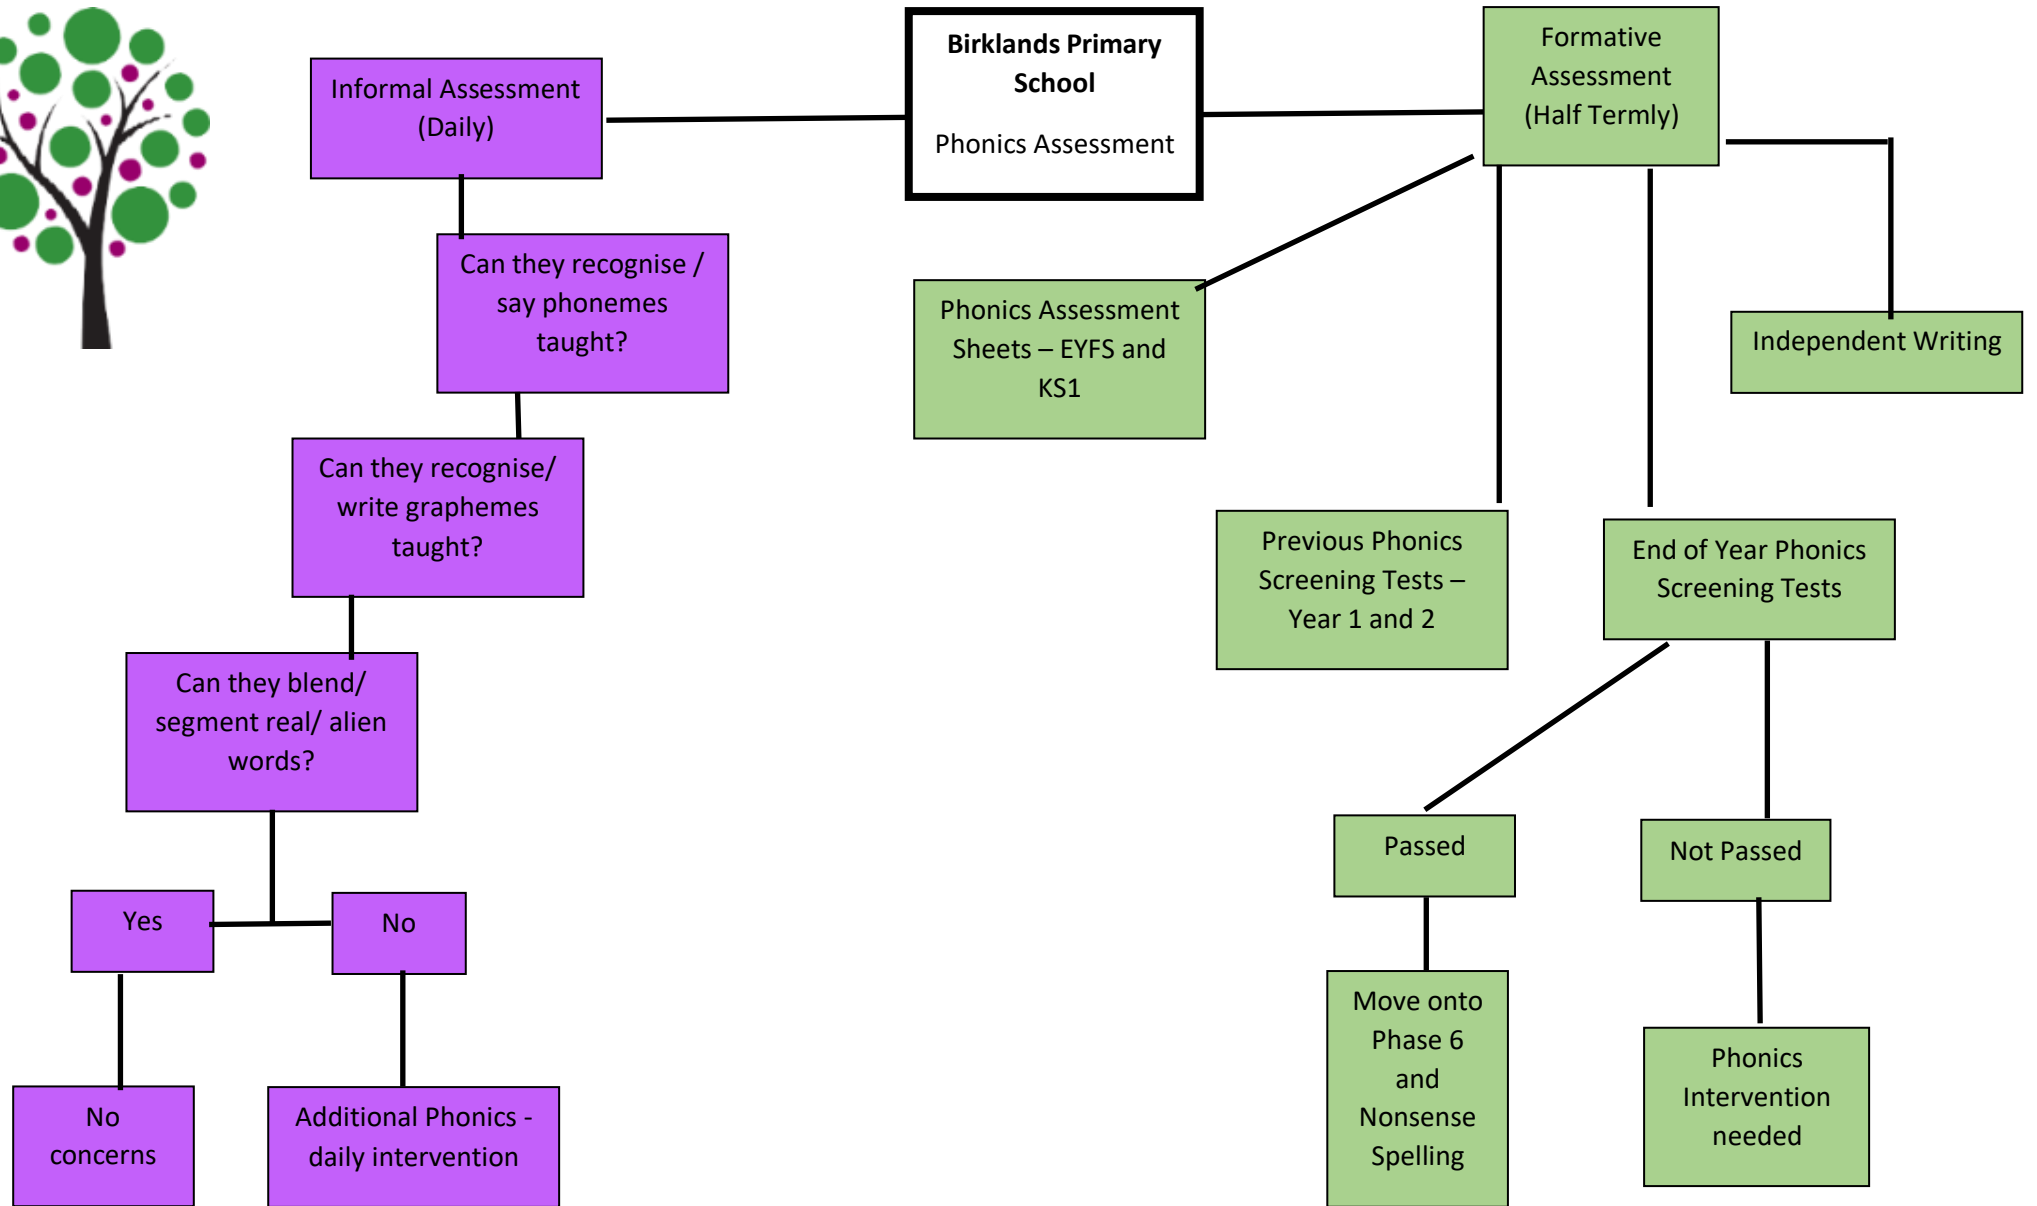 Birklands Primary
School
Phonics Assessment
Informal Assessment
(Daily)
Can they recognise /
say phonemes
taught?
Can they recognise/
write graphemes
taught?
Can they blend/
segment real/ alien
words?
Yes
No
No
concerns
Additional Phonics -
daily intervention
Formative
Assessment
(Half Termly)
Phonics Assessment
Sheets – EYFS and
KS1
Previous Phonics
Screening Tests –
Year 1 and 2
End of Year Phonics
Screening Tests
Independent Writing
Passed
Not Passed
Move onto
Phase 6
and
Nonsense
Spelling
Phonics
Intervention
needed